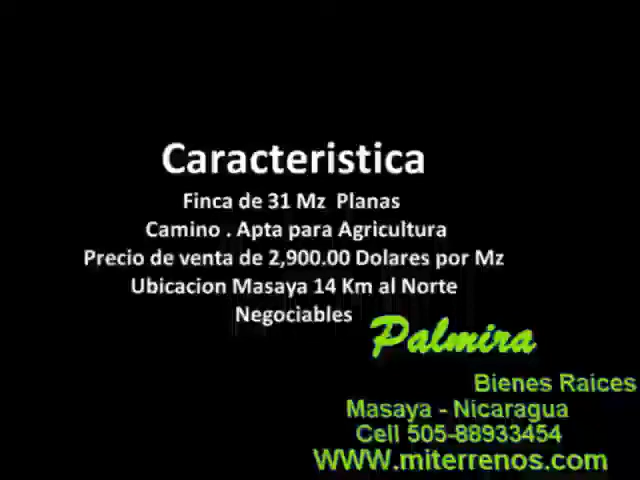 Caracteristica
Finca de 31 Mz Planas
Camino . Apta para Agricultura
Precio de venta de 2,900.00 Dolares por Mz
Ubicacion Masaya 14 Km al Norte
Negociables
Palmira
Bienes Raices
Masaya - Nicaragua
Cell 505-88933454
WWW.miterrenos.com